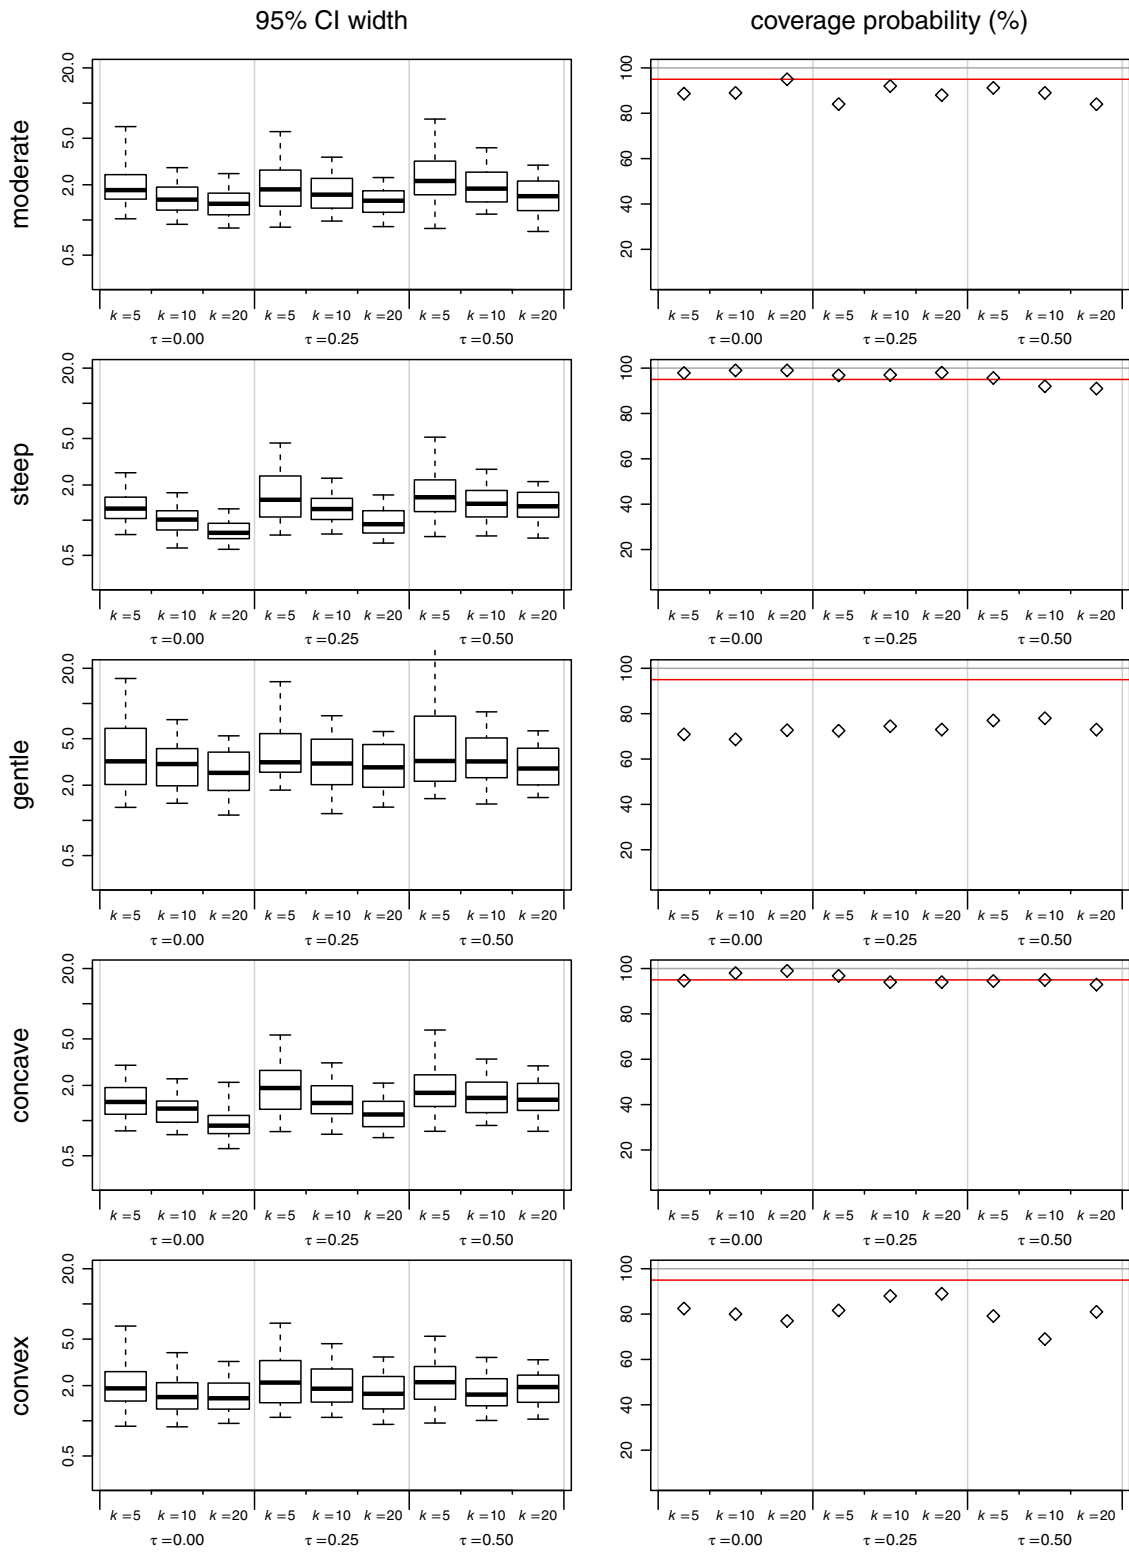 95% CI width
coverage probability (%)
moderate
20.0
5.0
2.0
0.5
k =5 k =10 k =20 k =5 k =10 k =20 k =5 k =10 k =20
τ =0.00 τ =0.25 τ =0.50
100
80
60
40
20
k =5 k =10 k =20 k =5 k =10 k =20 k =5 k =10 k =20
τ =0.00 τ =0.25 τ =0.50
steep
20.0
5.0
2.0
0.5
k =5 k =10 k =20 k =5 k =10 k =20 k =5 k =10 k =20
τ =0.00 τ =0.25 τ =0.50
100
80
60
40
20
k =5 k =10 k =20 k =5 k =10 k =20 k =5 k =10 k =20
τ =0.00 τ =0.25 τ =0.50
gentle
20.0
5.0
2.0
0.5
k =5 k =10 k =20 k =5 k =10 k =20 k =5 k =10 k =20
τ =0.00 τ =0.25 τ =0.50
100
80
60
40
20
k =5 k =10 k =20 k =5 k =10 k =20 k =5 k =10 k =20
τ =0.00 τ =0.25 τ =0.50
concave
20.0
5.0
2.0
0.5
k =5 k =10 k =20 k =5 k =10 k =20 k =5 k =10 k =20
τ =0.00 τ =0.25 τ =0.50
100
80
60
40
20
k =5 k =10 k =20 k =5 k =10 k =20 k =5 k =10 k =20
τ =0.00 τ =0.25 τ =0.50
convex
20.0
5.0
2.0
0.5
k =5 k =10 k =20 k =5 k =10 k =20 k =5 k =10 k =20
τ =0.00 τ =0.25 τ =0.50
100
80
60
40
20
k =5 k =10 k =20 k =5 k =10 k =20 k =5 k =10 k =20
τ =0.00 τ =0.25 τ =0.50